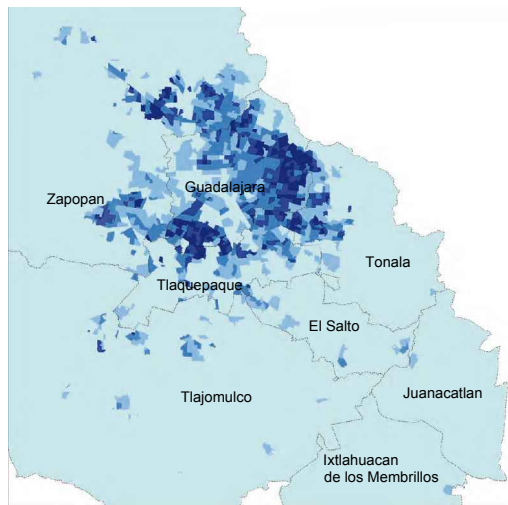 Guadalajara
Zapopan
Tonala
Tlaquepaque
El Salto
Tlajomulco
Juanacatlan
Ixtlahuacan
de los Membrillos